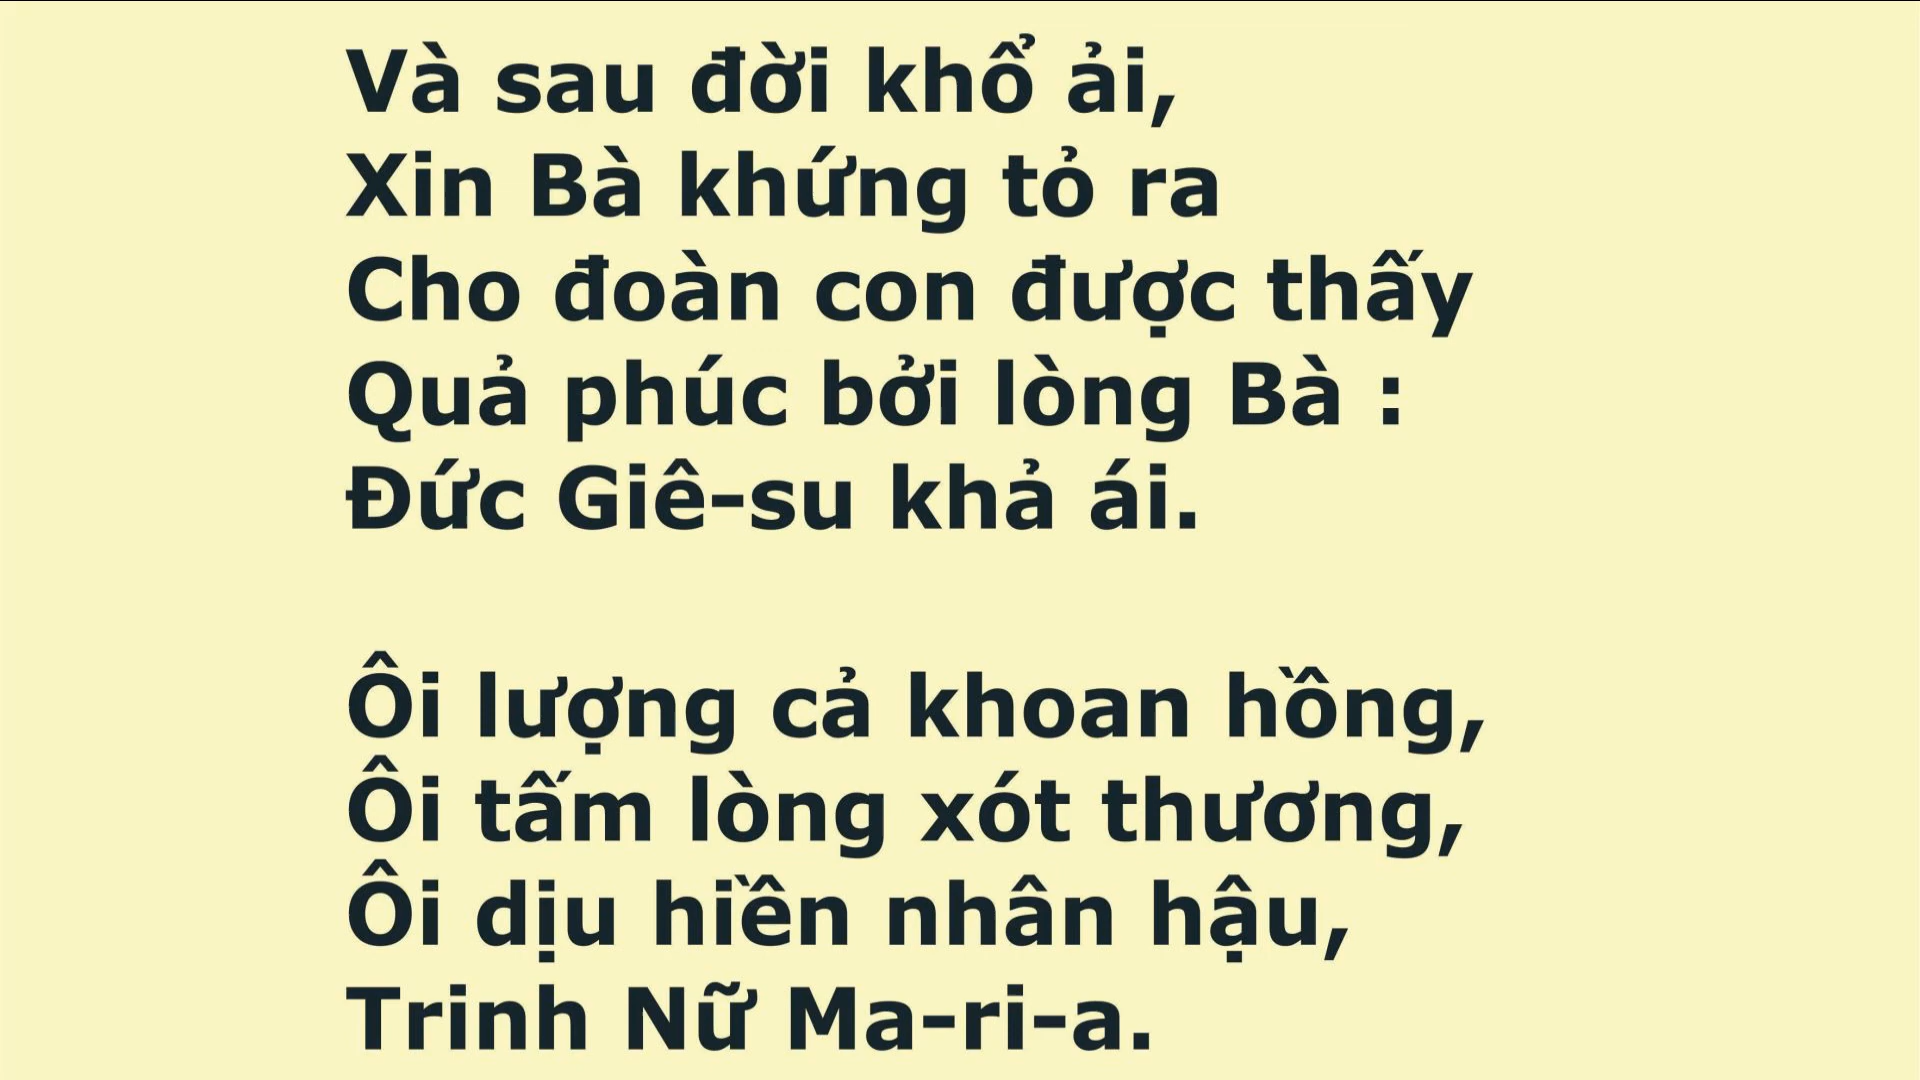 Và sau đời khổ ải,
Xin Bà khứng tỏ ra
Cho đoàn con được thấy
Quả phúc bởi lòng Bà :
Đức Giê-su khả ái.
Ôi lượng cả khoan hồng,
Ôi tấm lòng xót thương,
Ôi dịu hiền nhân hậu,
Trinh Nữ Ma-ri-a.